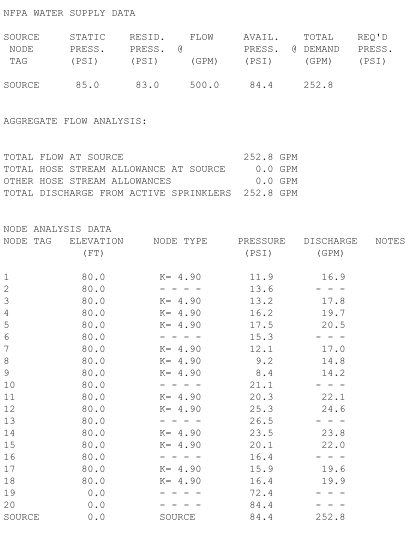 NFPA WATER SUPPLY DATA
SOURCE STATIC RESID. FLOW AVAIL. TOTAL REQ'D
NODE PRESS. PRESS. @ PRESS. @ DEMAND PRESS.
TAG (PSI) (PSI) (GPM) (PSI) (GPM) (PSI)
SOURCE 85.0 83.0 500.0 84.4 252.8
AGGREGATE FLOW ANALYSIS:
TOTAL FLOW AT SOURCE 252.8 GPM
TOTAL HOSE STREAM ALLOWANCE AT SOURCE 0.0 GPM
OTHER HOSE STREAM ALLOWANCES 0.0 GPM
TOTAL DISCHARGE FROM ACTIVE SPRINKLERS 252.8 GPM
NODE ANALYSIS DATA
NODE TAG ELEVATION NODE TYPE PRESSURE DISCHARGE NOTES
(FT) (PSI) (GPM)
1 80.0 K= 4.90 11.9 16.9
2 80.0 - - - - 13.6 - - -
3 80.0 K= 4.90 13.2 17.8
4 80.0 K= 4.90 16.2 19.7
5 80.0 K= 4.90 17.5 20.5
6 80.0 - - - - 15.3 - - -
7 80.0 K= 4.90 12.1 17.0
8 80.0 K= 4.90 9.2 14.8
9 80.0 K= 4.90 8.4 14.2
10 80.0 - - - - 21.1 - - -
11 80.0 K= 4.90 20.3 22.1
12 80.0 K= 4.90 25.3 24.6
13 80.0 - - - - 26.5 - - -
14 80.0 K= 4.90 23.5 23.8
15 80.0 K= 4.90 20.1 22.0
16 80.0 - - - - 16.4 - - -
17 80.0 K= 4.90 15.9 19.6
18 80.0 K= 4.90 16.4 19.9
19 0.0 - - - - 72.4 - - -
20 0.0 - - - - 84.4 - - -
SOURCE 0.0 SOURCE 84.4 252.8